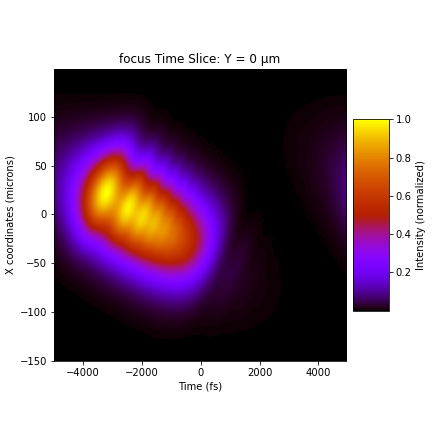 focus Time Slice: Y = 0 μm
X coordinates (microns)
100
50
0
−50
−100
−150
−4000 −2000 0 2000 4000
Time (fs)
1.0
0.8
0.6
0.4
0.2
Intensity (normalized)